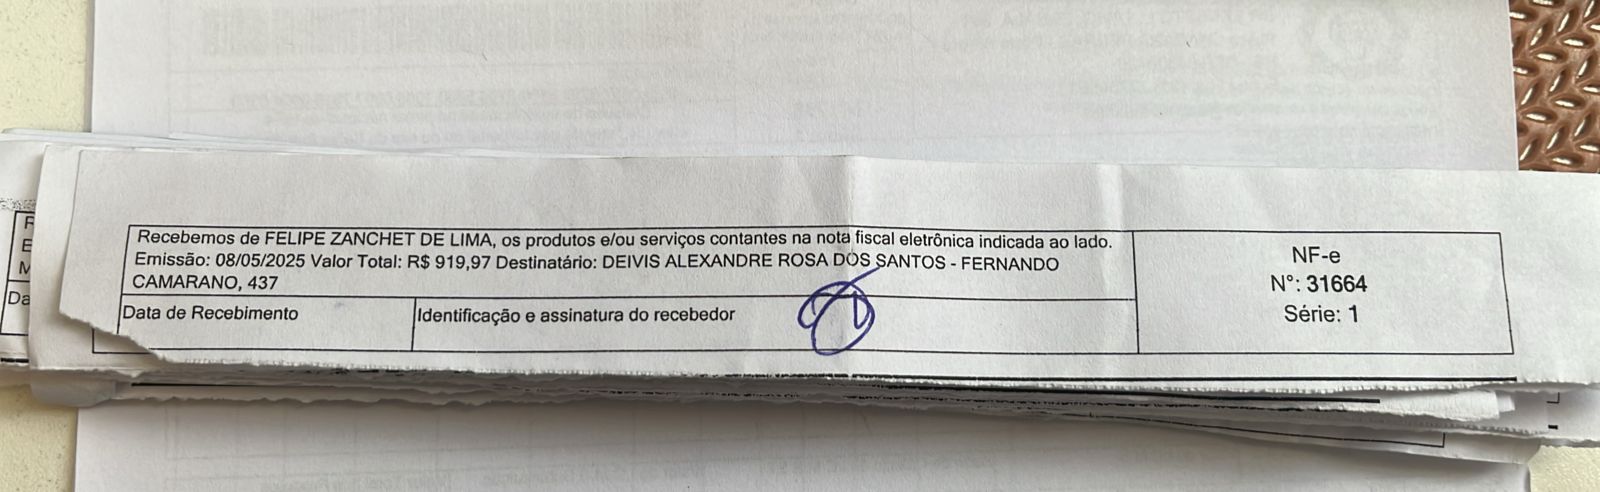 Recebemos de FELIPE ZANCHET DE LIMA, os produtos e/ou serviços contantes na nota fiscal eletrônica indicada ao lado.
Emissão: 08/05/2025 Valor Total: R$ 919,97 Destinatário: DEIVIS ALEXANDRE ROSA DOS SANTOS - FERNANDO
CAMARANO, 437
Data de Recebimento
Identificação e assinatura do recebedor
NF-e
N°: 31664
Série: 1